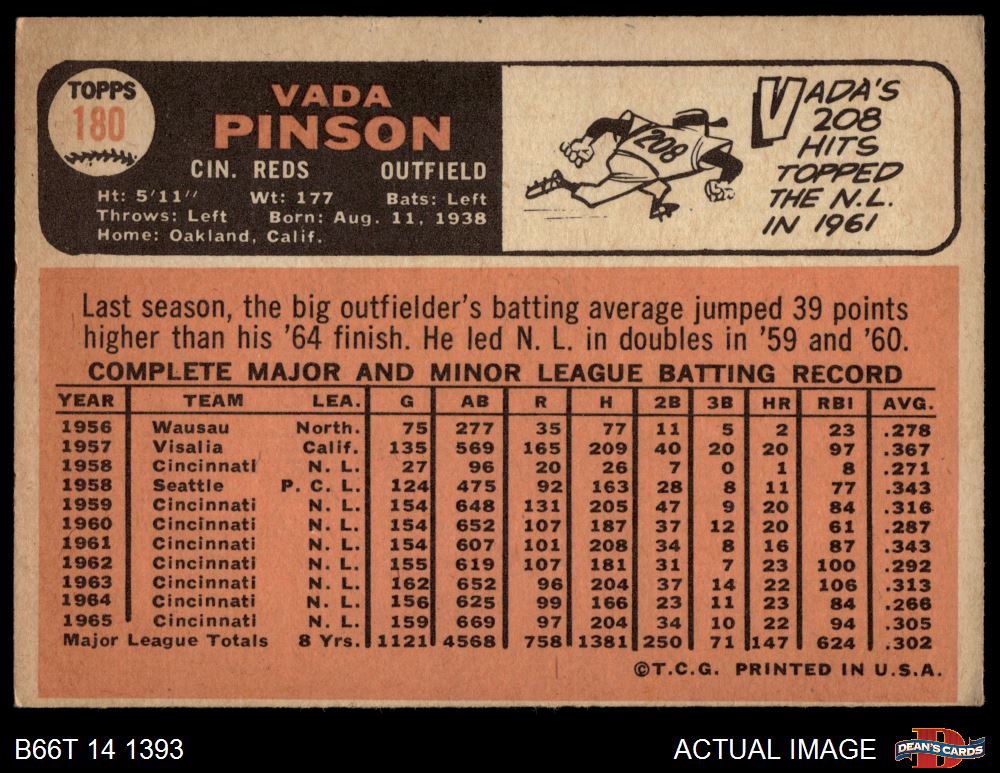 TOPPS
180
VADA
PINSON
CIN. REDS OUTFIELD
Ht: 5'11" Wt: 177 Bats: Left
Throws: Left Born: Aug. 11, 1938
Home: Oakland, Calif.
208
VADA'S
208
HITS
TOPPED
THE N.L.
IN 1961
Last season, the big outfielder's batting average jumped 39 points
higher than his '64 finish. He led N. L. in doubles in '59 and '60.
COMPLETE MAJOR AND MINOR LEAGUE BATTING RECORD
YEAR TEAM LEA. G AB R H 2B 3B HR RBI AVG.
1956 Wausau North. 75 277 35 77 11 5 2 23 .278
1957 Visalia Calif. 135 569 165 209 40 20 20 97 .367
1958 Cincinnati N. L. 27 96 20 26 7 0 1 8 .271
1958 Seattle P. C. L. 124 475 92 163 28 8 11 77 .343
1959 Cincinnati N. L. 154 648 131 205 47 9 20 84 .316
1960 Cincinnati N. L. 154 652 107 187 37 12 20 61 .287
1961 Cincinnati N. L. 154 607 101 208 34 8 16 87 .343
1962 Cincinnati N. L. 155 619 107 181 31 7 23 100 .292
1963 Cincinnati N. L. 162 652 96 204 37 14 22 106 .313
1964 Cincinnati N. L. 156 625 99 166 23 11 23 84 .266
1965 Cincinnati N. L. 159 669 97 204 34 10 22 94 .305
Major League Totals 8 Yrs. 1121 4568 758 1381 250 71 147 624 .302
©T.C.G. PRINTED IN U.S.A.
B66T 14 1393 ACTUAL IMAGE DEAN'S CARDS